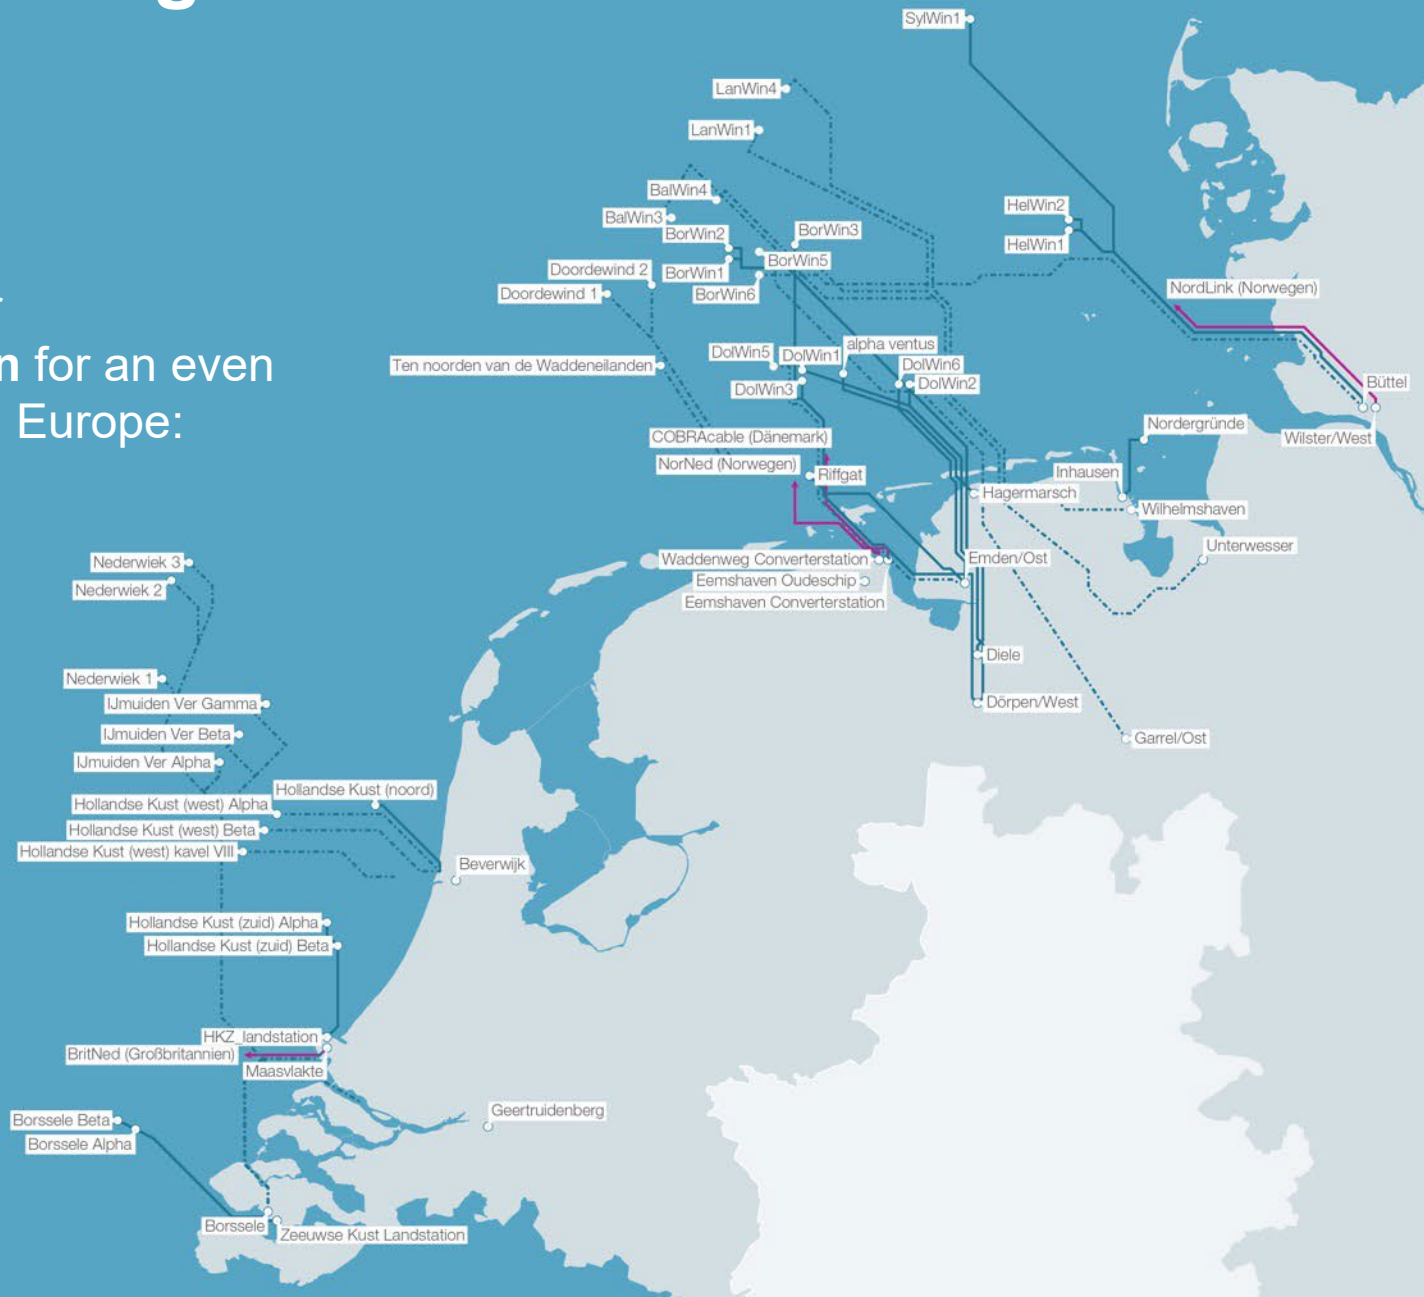 g
n for an even
Europe:
SylWin1
LanWin4
LanWin1
BalWin4
BalWin3
BorWin2
BorWin3
BorWin5
BorWin1
BorWin6
Doordewind 2
Doordewind 1
HelWin2
HelWin1
NordLink (Norwegen)
Ten noorden van de Waddeneilanden
DolWin5
DolWin1
alpha ventus
DolWin6
DolWin2
DolWin3
Büttel
Wilster/West
Nordergründe
COBRAcable (Dänemark)
NorNed (Norwegen)
Riffgat
Inhausen
Hagermarsch
Wilhelmshaven
Unterwesser
Waddenweg Converterstation
Emden/Ost
Eemshaven Oudeschip
Eemshaven Converterstation
Diele
Dörpen/West
Garrel/Ost
Nederwiek 3
Nederwiek 2
Nederwiek 1
IJmuiden Ver Gamma
IJmuiden Ver Beta
IJmuiden Ver Alpha
Hollandse Kust (noord)
Hollandse Kust (west) Alpha
Hollandse Kust (west) Beta
Hollandse Kust (west) kavel VIII
Beverwijk
Hollandse Kust (zuid) Alpha
Hollandse Kust (zuid) Beta
HKZ_landstation
BritNed (Großbritannien)
Maasvlakte
Borssele Beta
Borssele Alpha
Geertruidenberg
Borssele
Zeeuwse Kust Landstation